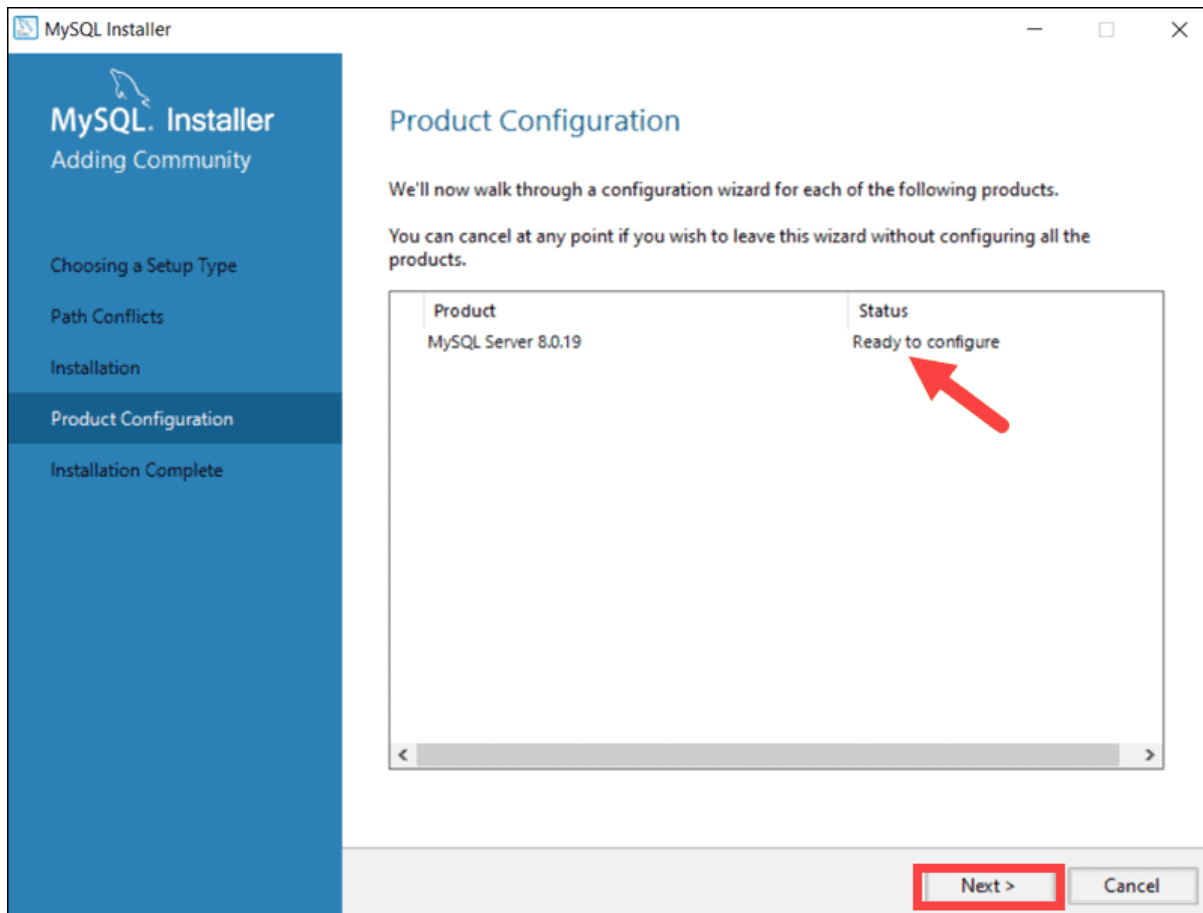 MySQL Installer
MySQL. Installer
Adding Community
Choosing a Setup Type
Path Conflicts
Installation
Product Configuration
Installation Complete
Product Configuration
We'll now walk through a configuration wizard for each of the following products.
You can cancel at any point if you wish to leave this wizard without configuring all the
products.
Product Status
MySQL Server 8.0.19 Ready to configure
Next > Cancel